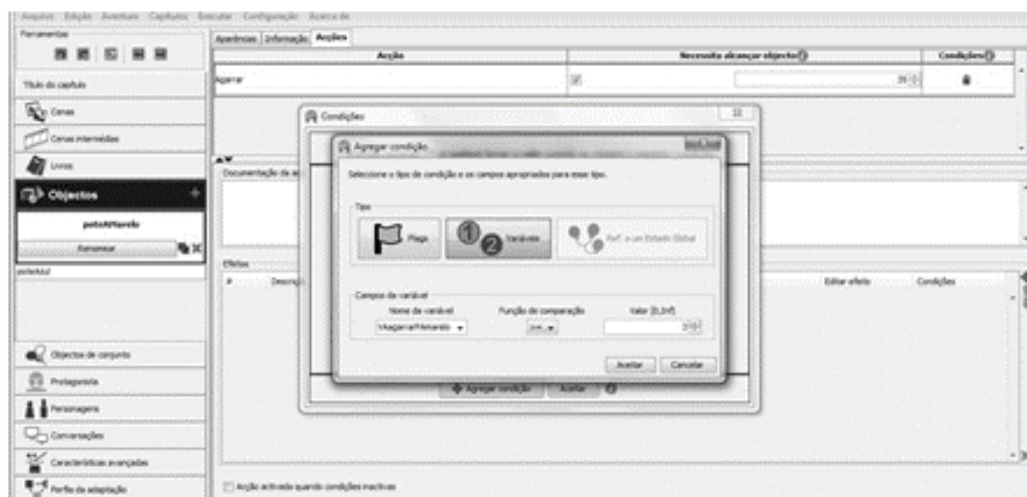 Arquivo Edição Aventura Capítulos Executar Configuração Acerca de
Ferramentas
Aparências Informação Acções
Acção Necessita alcançar objecto Condições
Título do capítulo
Agarrar
Cenas
Condições
Cenas intermédias
Agregar condição
Livros
Documentação da
Seleccione o tipo de condição e os campos apropriados para esse tipo.
Objectos
Tipo
poteAmarelo
Flags Variáveis Ref. a um Estado Global
Renomear
poteAzul
Efeitos
# Editar efeito Condições
Campos da variável
Nome da variável Função de comparação Valor [0,Inf)
Objectos de conjunto
Aceitar Cancelar
Protagonista
Agregar condição Aceitar
Personagens
Conversações
Características avançadas
Perfis de adaptação
Acção activada quando condições inactivas